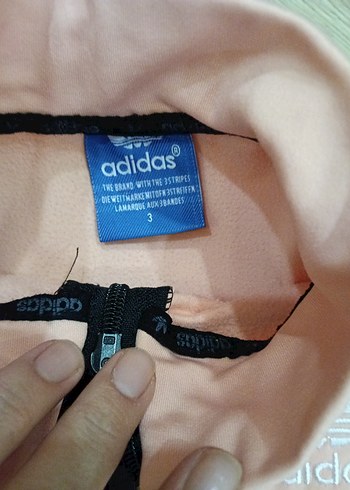 adidas®
THE BRAND WITH THE 3 STRIPES
DIE WELTMARKE MIT DEN 3 STREIFEN
LA MARQUE AUX 3 BANDES
3
adidas
adidas